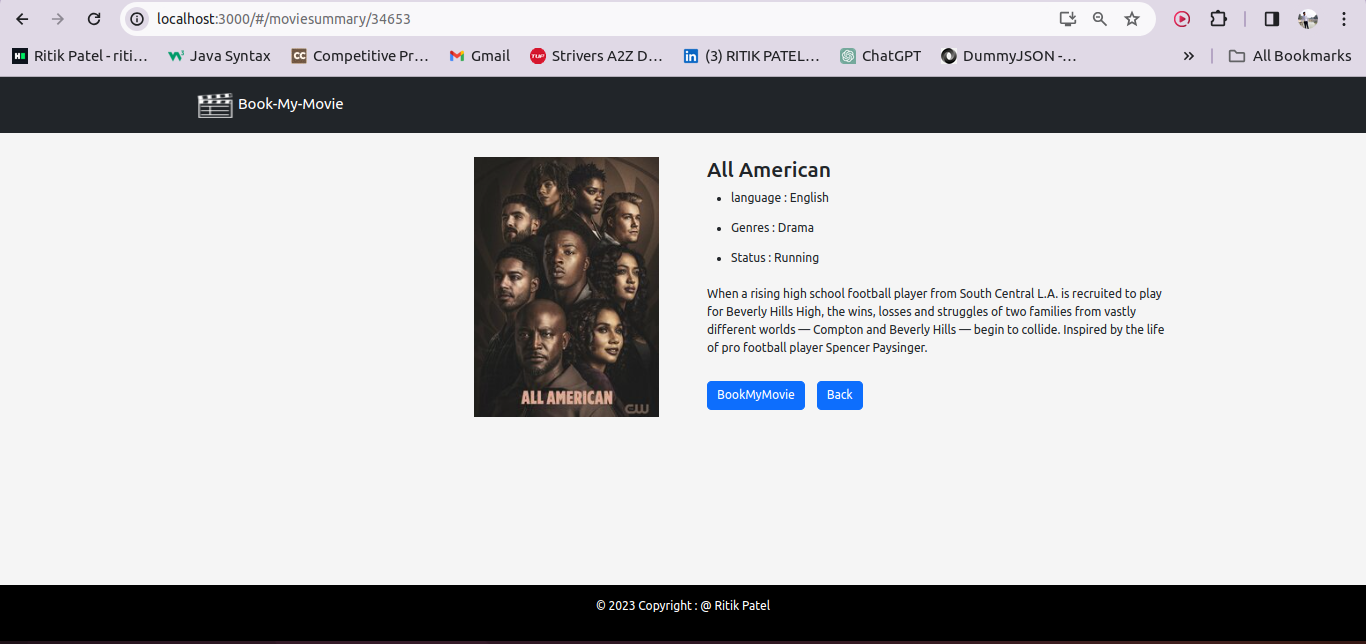 localhost:3000/#/moviesummary/34653
Ritik Patel - riti...
Java Syntax
CC
Competitive Pr...
Gmail
TUF
Strivers A2Z D...
in
(3) RITIK PATEL...
ChatGPT
DummyJSON -...
»
All Bookmarks
Book-My-Movie
ALL AMERICAN
CW
All American
• language : English
• Genres : Drama
• Status : Running
When a rising high school football player from South Central L.A. is recruited to play
for Beverly Hills High, the wins, losses and struggles of two families from vastly
different worlds — Compton and Beverly Hills — begin to collide. Inspired by the life
of pro football player Spencer Paysinger.
BookMyMovie
Back
© 2023 Copyright : @ Ritik Patel